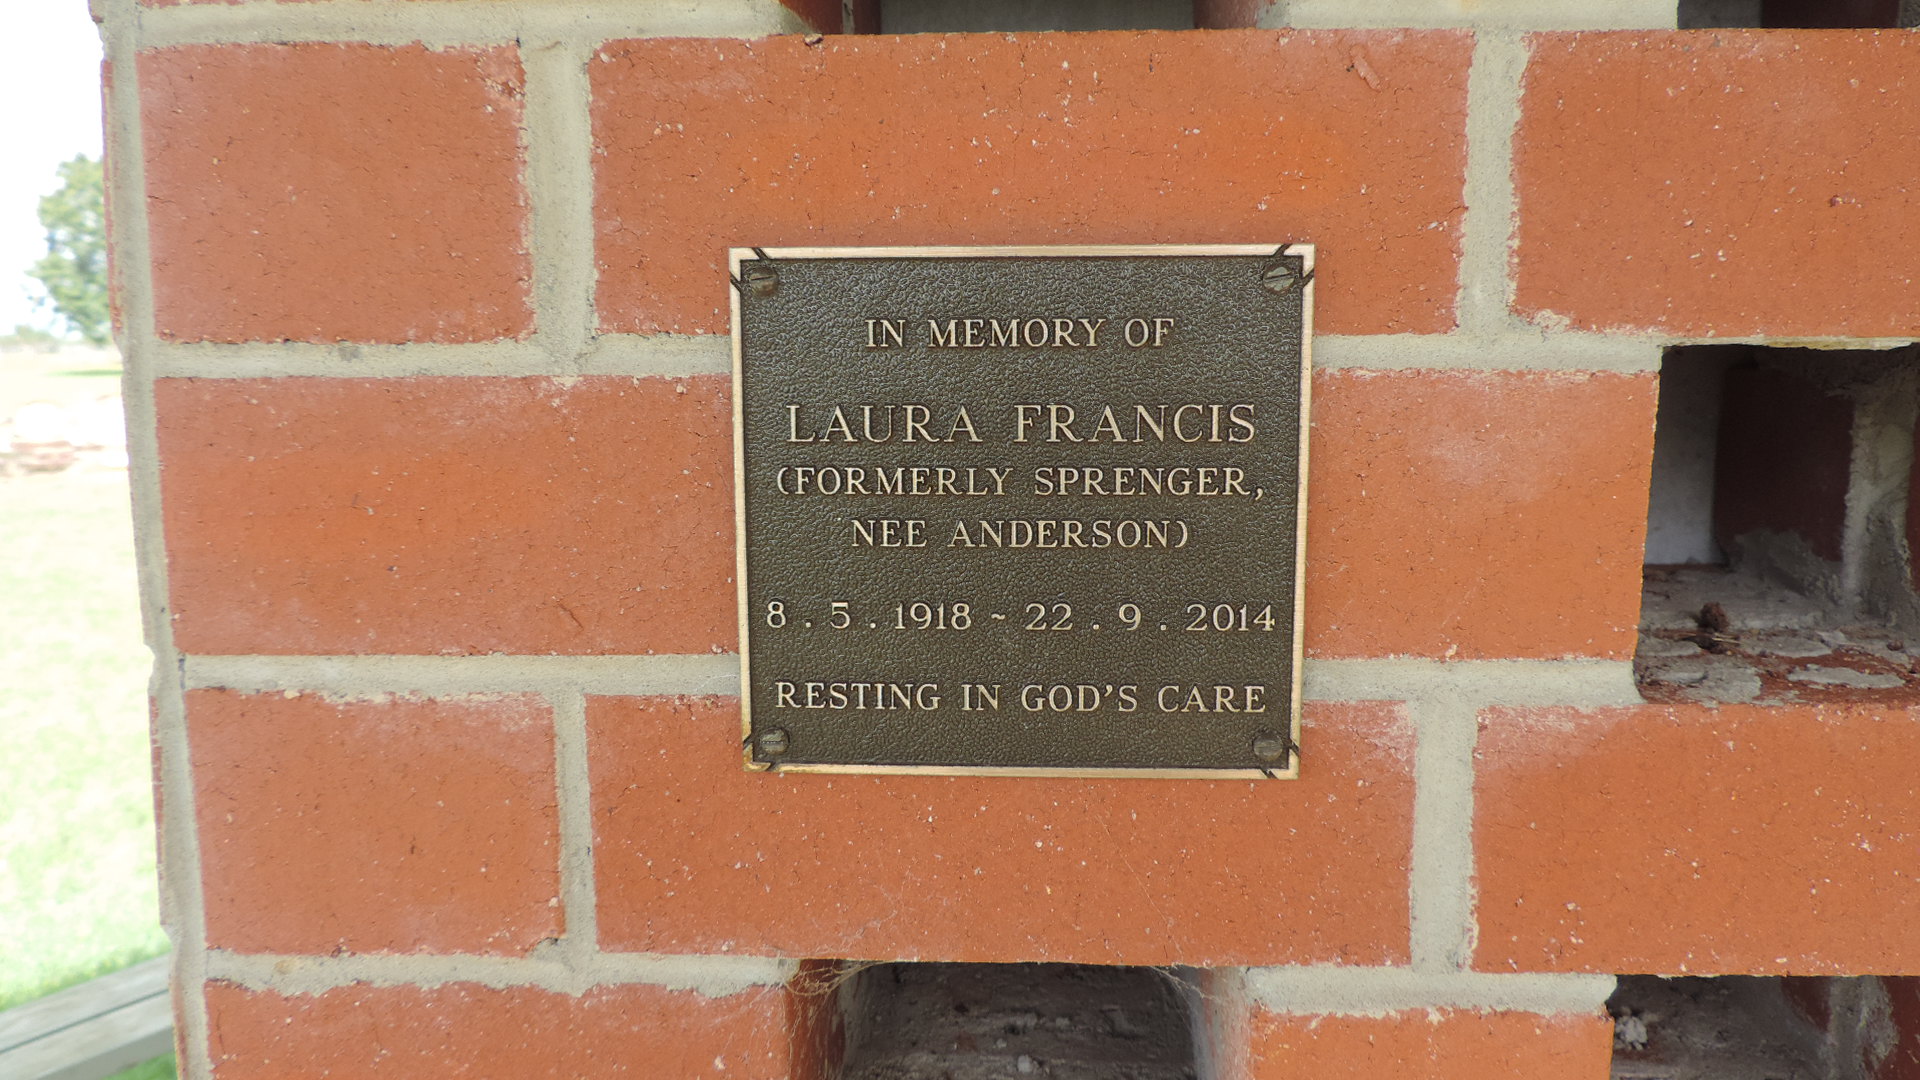 IN MEMORY OF
LAURA FRANCIS
(FORMERLY SPRENGER,
NEE ANDERSON)
8 . 5 . 1918 ~ 22 . 9 . 2014
RESTING IN GOD'S CARE